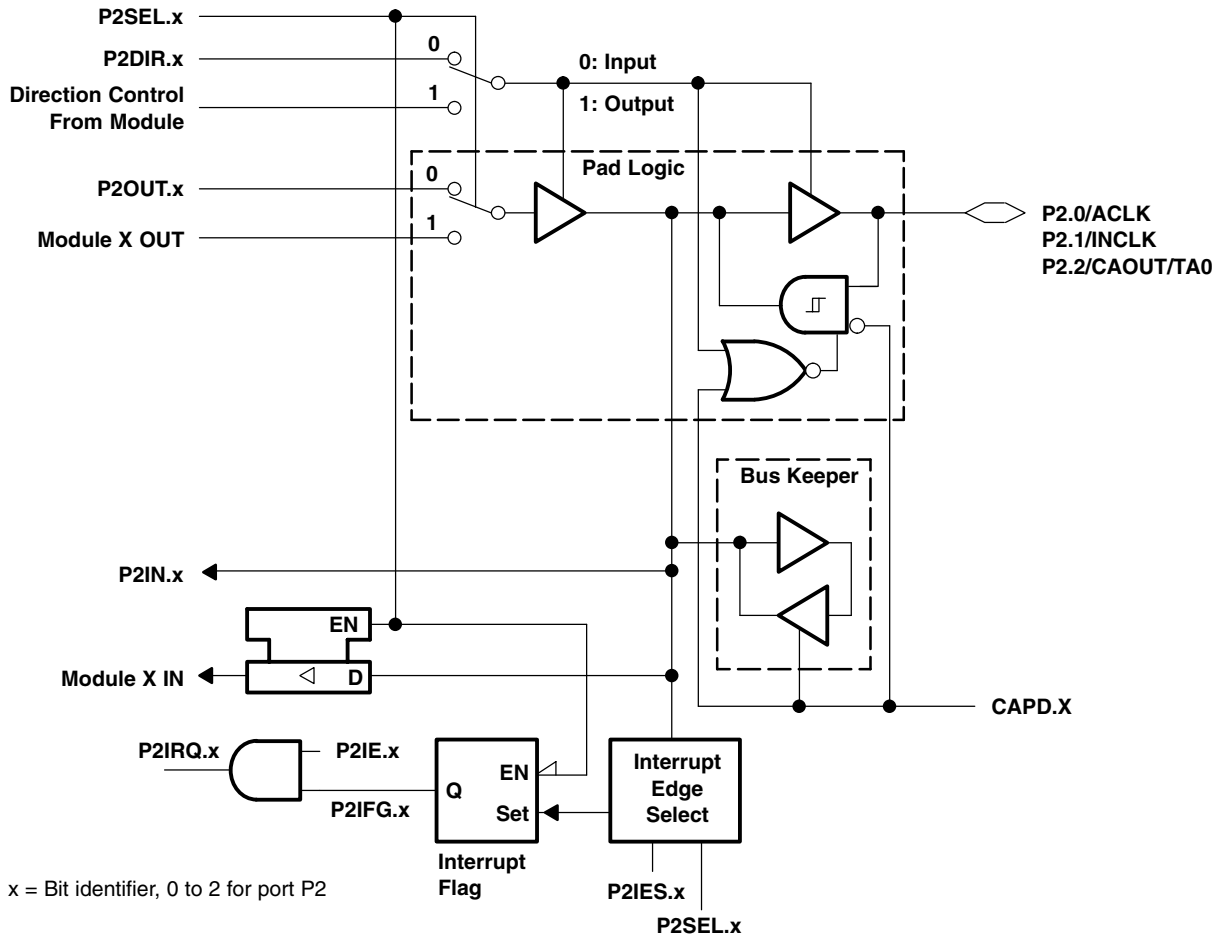 P2SEL.x
P2DIR.x
0
0: Input
Direction Control
From Module
1
1: Output
Pad Logic
P2OUT.x
0
Module X OUT
1
P2.0/ACLK
P2.1/INCLK
P2.2/CAOUT/TA0
Bus Keeper
P2IN.x
EN
Module X IN
D
CAPD.X
P2IRQ.x
P2IE.x
P2IFG.x
Q
EN
Set
Interrupt
Flag
Interrupt
Edge
Select
P2IES.x
P2SEL.x
x = Bit identifier, 0 to 2 for port P2